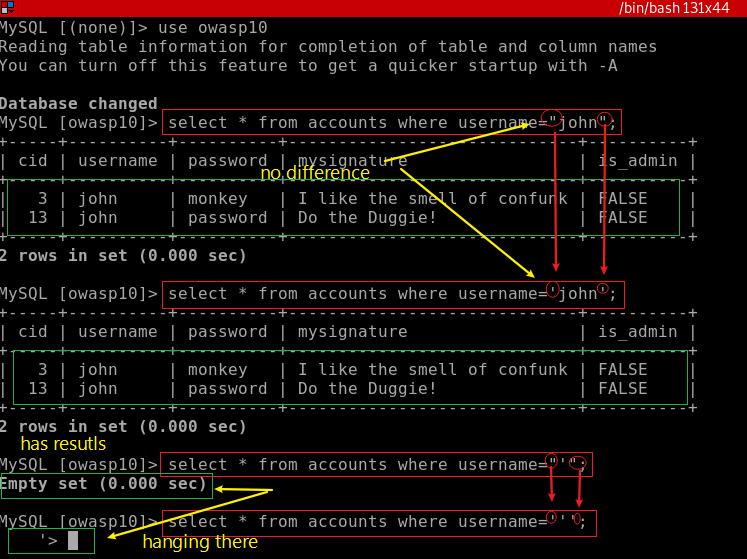 /bin/bash 131x44
MySQL [(none)]> use owasp10
Reading table information for completion of table and column names
You can turn off this feature to get a quicker startup with -A
Database changed
MySQL [owasp10]> select * from accounts where username="john";
+-----+----------+----------+-----------------------------+----------+
| cid | username | password | mysignature | is_admin |
no difference
+-----+----------+----------+-----------------------------+----------+
| 3 | john | monkey | I like the smell of confunk | FALSE |
| 13 | john | password | Do the Duggie! | FALSE |
+-----+----------+----------+-----------------------------+----------+
2 rows in set (0.000 sec)
MySQL [owasp10]> select * from accounts where username='john';
+-----+----------+----------+-----------------------------+----------+
| cid | username | password | mysignature | is_admin |
+-----+----------+----------+-----------------------------+----------+
| 3 | john | monkey | I like the smell of confunk | FALSE |
| 13 | john | password | Do the Duggie! | FALSE |
+-----+----------+----------+-----------------------------+----------+
2 rows in set (0.000 sec)
has resutls
MySQL [owasp10]> select * from accounts where username="'";
Empty set (0.000 sec)
MySQL [owasp10]> select * from accounts where username=''';
'>
hanging there